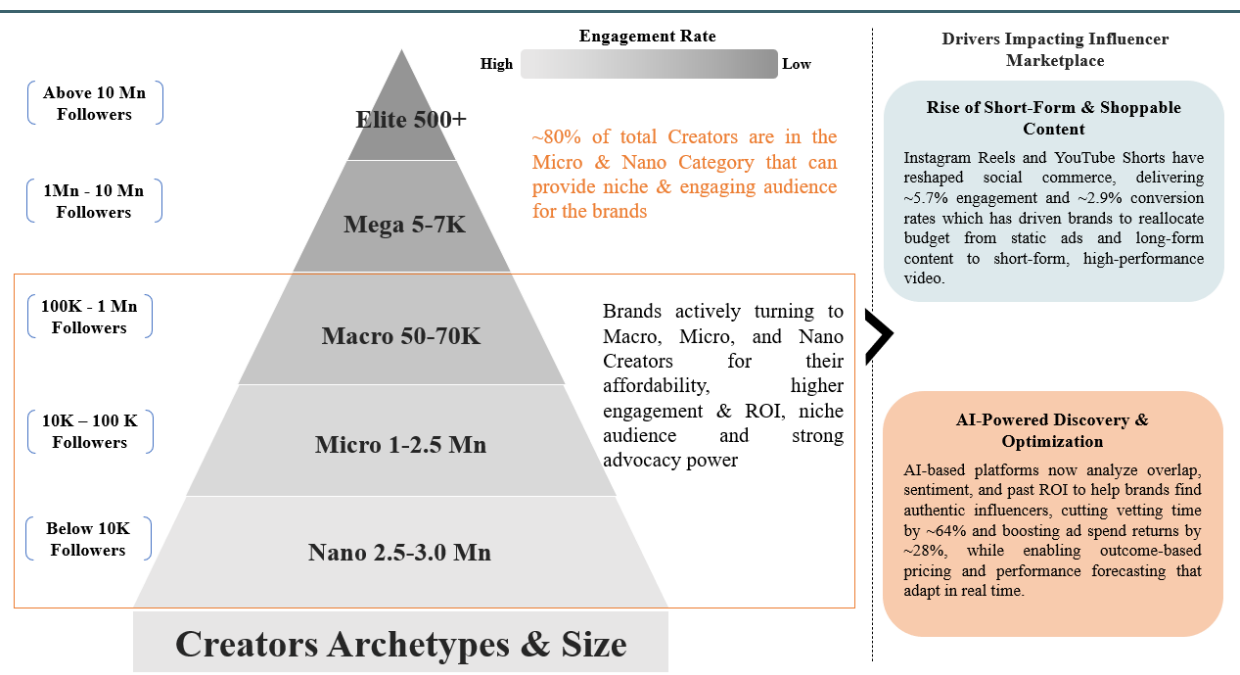 Engagement Rate
High
Low
Above 10 Mn
Followers
Elite 500+
~80% of total Creators are in the
Micro & Nano Category that can
provide niche & engaging audience
for the brands
1Mn - 10 Mn
Followers
Mega 5-7K
100K - 1 Mn
Followers
Macro 50-70K
Brands actively turning to
Macro, Micro, and Nano
Creators for their
affordability, higher
engagement & ROI, niche
audience and strong
advocacy power
10K – 100 K
Followers
Micro 1-2.5 Mn
Below 10K
Followers
Nano 2.5-3.0 Mn
Creators Archetypes & Size
Drivers Impacting Influencer
Marketplace
Rise of Short-Form & Shoppable
Content
Instagram Reels and YouTube Shorts have
reshaped social commerce, delivering
~5.7% engagement and ~2.9% conversion
rates which has driven brands to reallocate
budget from static ads and long-form
content to short-form, high-performance
video.
AI-Powered Discovery &
Optimization
AI-based platforms now analyze overlap,
sentiment, and past ROI to help brands find
authentic influencers, cutting vetting time
by ~64% and boosting ad spend returns by
~28%, while enabling outcome-based
pricing and performance forecasting that
adapt in real time.